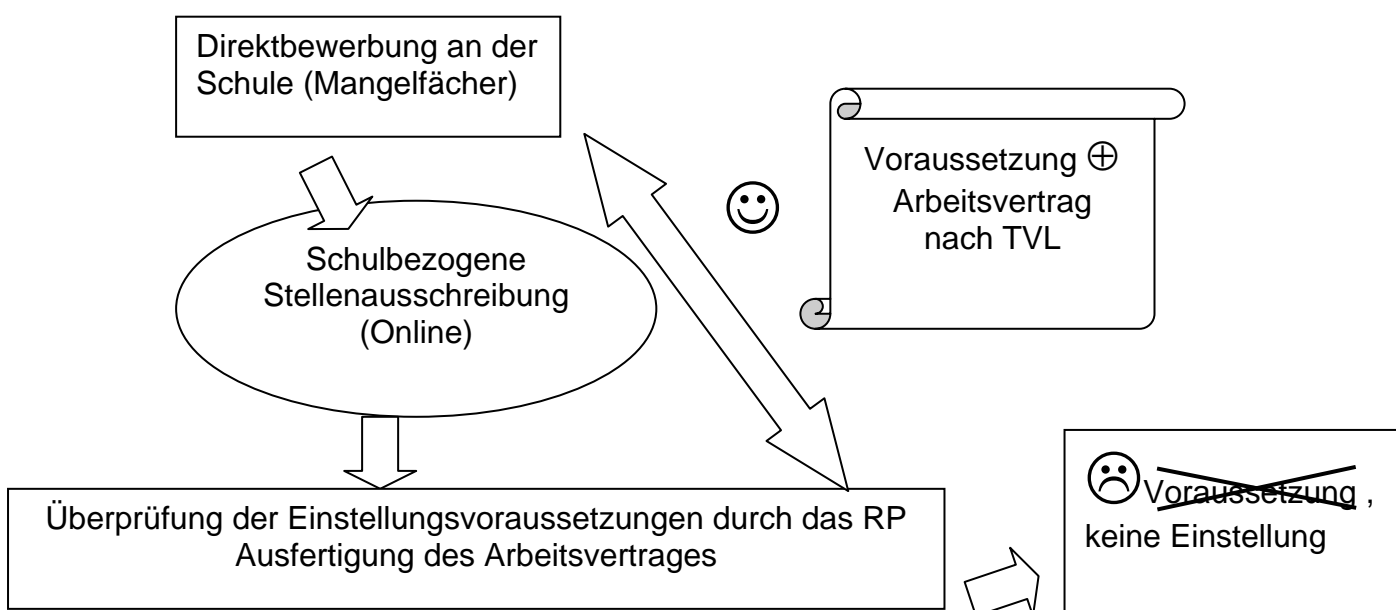 Direktbewerbung an der
Schule (Mangelfächer)
Voraussetzung ⊕
Arbeitsvertrag
nach TVL
Schulbezogene
Stellenausschreibung
(Online)
Überprüfung der Einstellungsvoraussetzungen durch das RP
Ausfertigung des Arbeitsvertrages
Voraussetzung ,
keine Einstellung